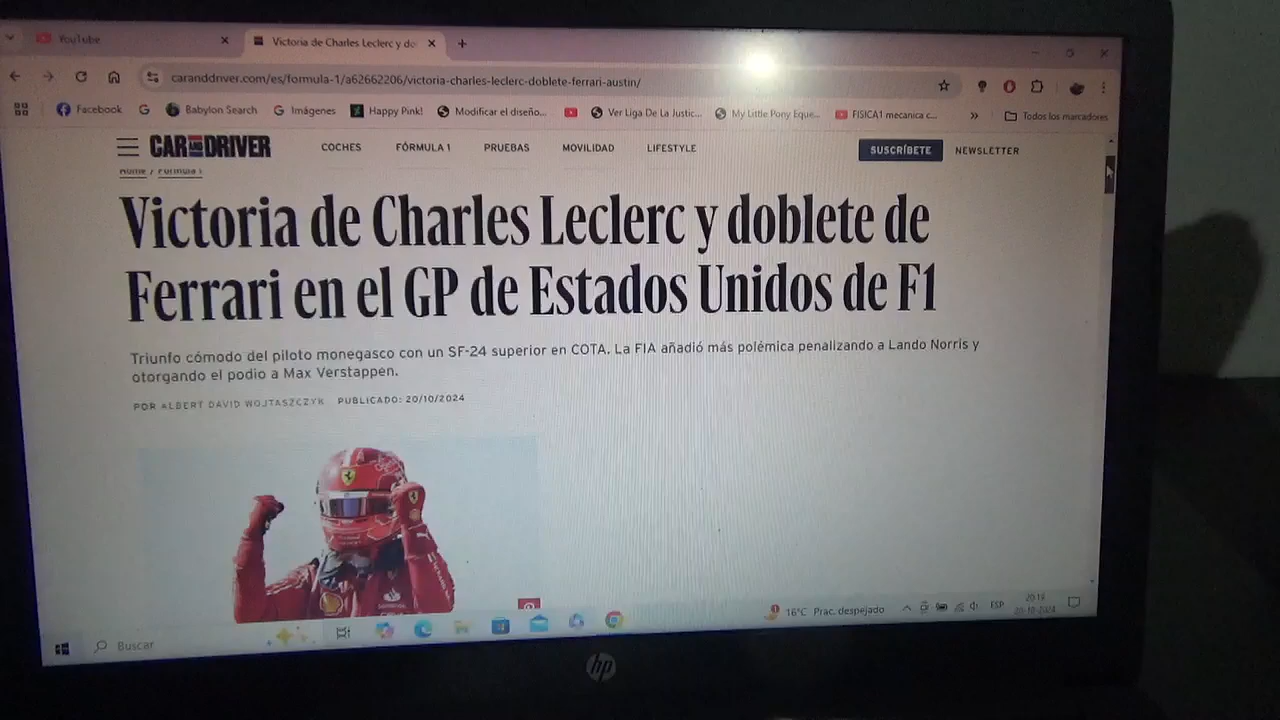 YouTube
Victoria de Charles Leclerc y do
caranddriver.com/es/formula-1/a62662206/victoria-charles-leclerc-doblete-ferrari-austin/
Facebook G Babylon Search Imágenes Happy Pink! Modificar el diseño... Ver Liga De La Justic... My Little Pony Eque... FISICA1 mecanica c... » Todos los marcadores
CAR AND DRIVER COCHES FÓRMULA 1 PRUEBAS MOVILIDAD LIFESTYLE SUSCRÍBETE NEWSLETTER
Home / Formula 1
Victoria de Charles Leclerc y doblete de
Ferrari en el GP de Estados Unidos de F1
Triunfo cómodo del piloto monegasco con un SF-24 superior en COTA. La FIA añadió más polémica penalizando a Lando Norris y
otorgando el podio a Max Verstappen.
POR ALBERT DAVID WOJTASZCZYK PUBLICADO: 20/10/2024
16°C Prac. despejado ESP
Buscar
hp